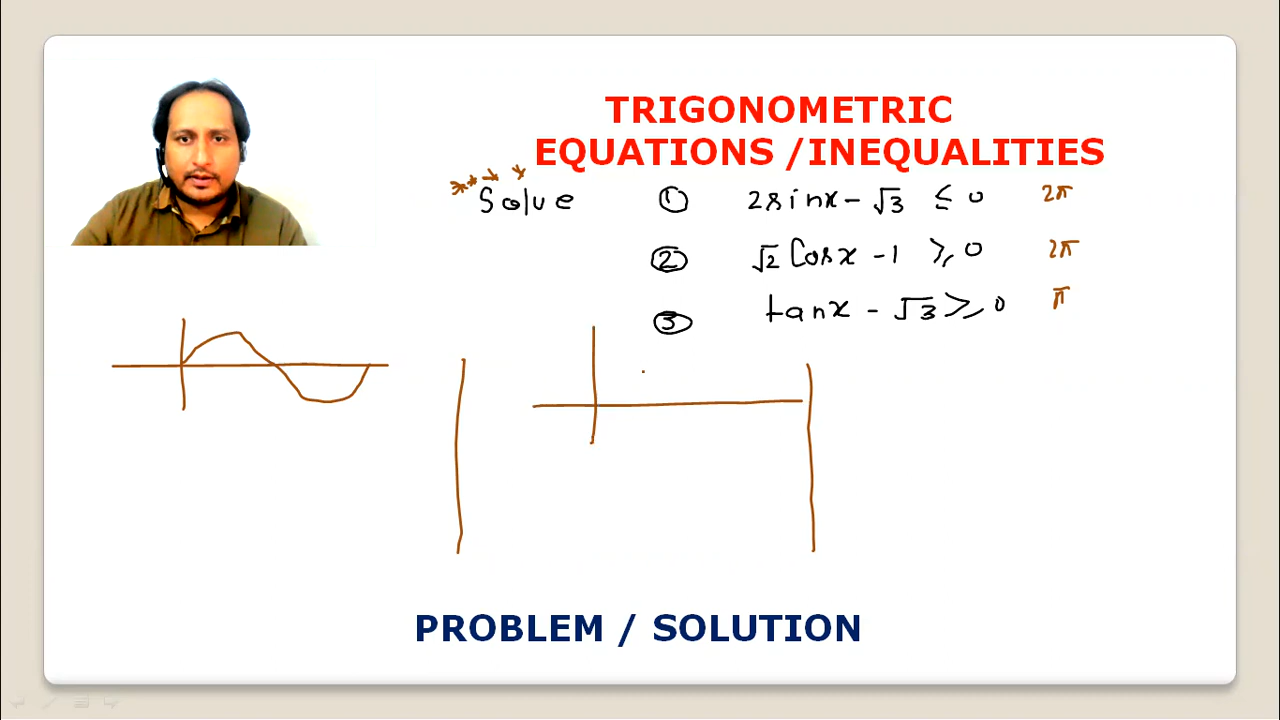 TRIGONOMETRIC
EQUATIONS /INEQUALITIES
Solve ① 2sinx - √3 ≤ 0 2π
② √2 Cosx - 1 ≥ 0 2π
③ tanx - √3 ≥ 0 π
PROBLEM / SOLUTION